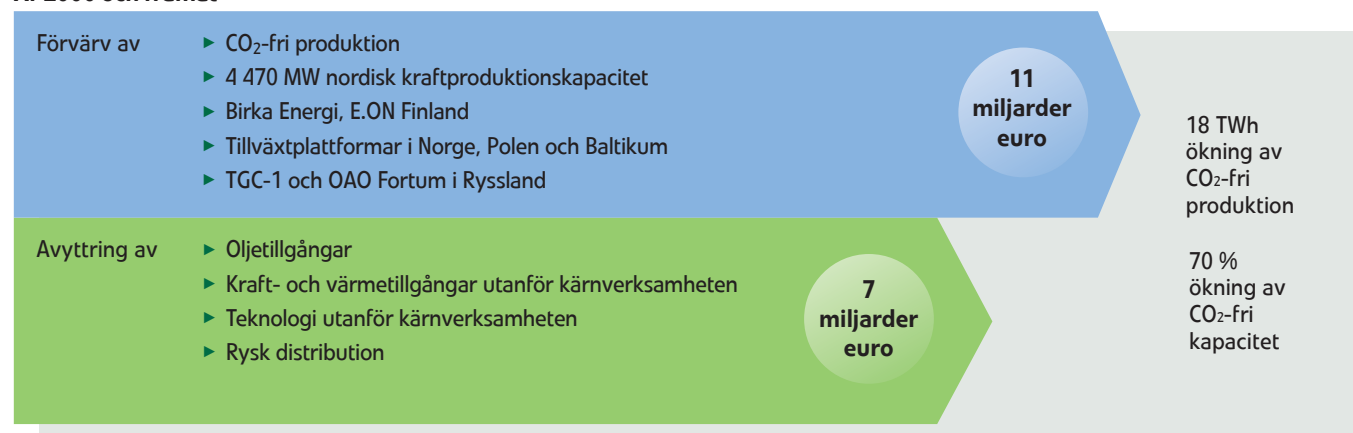 Förvärv av
► CO₂-fri produktion
► 4 470 MW nordisk kraftproduktionskapacitet
► Birka Energi, E.ON Finland
► Tillväxtplattformar i Norge, Polen och Baltikum
► TGC-1 och OAO Fortum i Ryssland
11
miljarder
euro
Avyttring av
► Oljetillgångar
► Kraft- och värmetillgångar utanför kärnverksamheten
► Teknologi utanför kärnverksamheten
► Rysk distribution
7
miljarder
euro
18 TWh
ökning av
CO₂-fri
produktion
70 %
ökning av
CO₂-fri
kapacitet